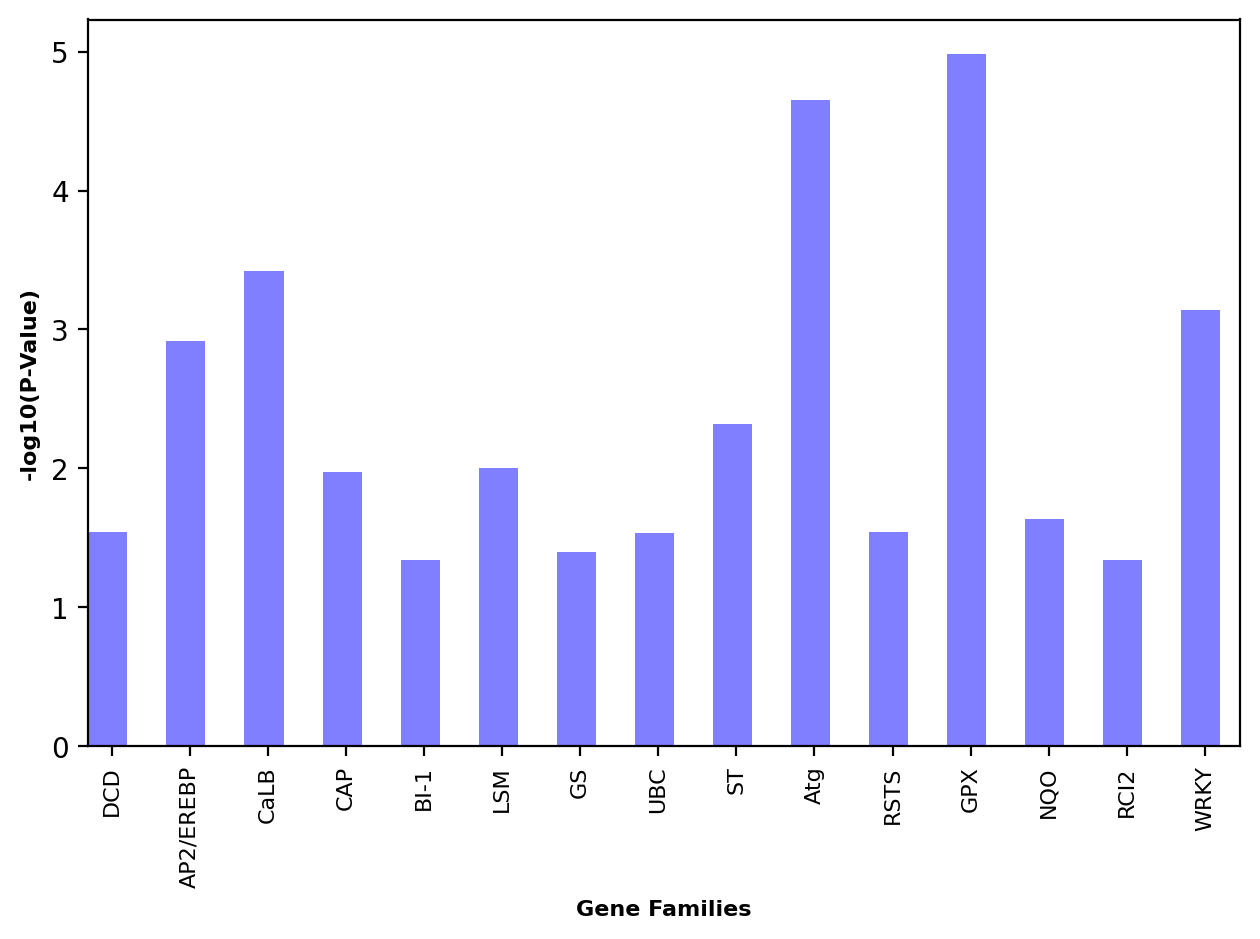 5
4
3
2
1
0
-log10(P-Value)
DCD
AP2/EREBP
CaLB
CAP
BI-1
LSM
GS
UBC
ST
Atg
RSTS
GPX
NQO
RCI2
WRKY
Gene Families